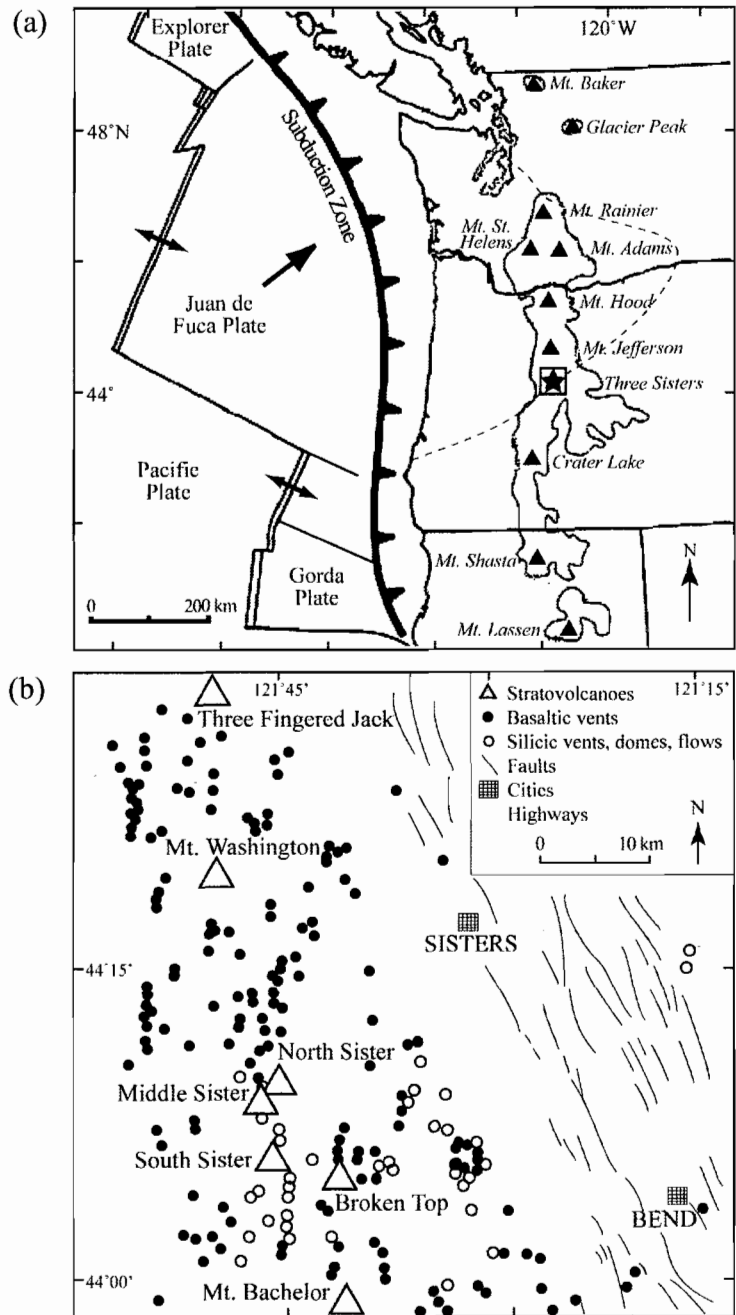 (a)
Explorer
Plate
120°W
Mt. Baker
48°N
Glacier Peak
Subduction Zone
Mt. Rainier
Mt. St.
Helens
Mt. Adams
Juan de
Fuca Plate
Mt. Hood
Mt. Jefferson
44°
Three Sisters
Pacific
Plate
Crater Lake
Gorda
Plate
Mt. Shasta
N
0
200 km
Mt. Lassen
(b)
121°45'
121°15'
Three Fingered Jack
Stratovolcanoes
Basaltic vents
Silicic vents, domes, flows
Faults
Cities
Highways
N
0
10 km
Mt. Washington
SISTERS
44°15'
North Sister
Middle Sister
South Sister
Broken Top
BEND
44°00'
Mt. Bachelor